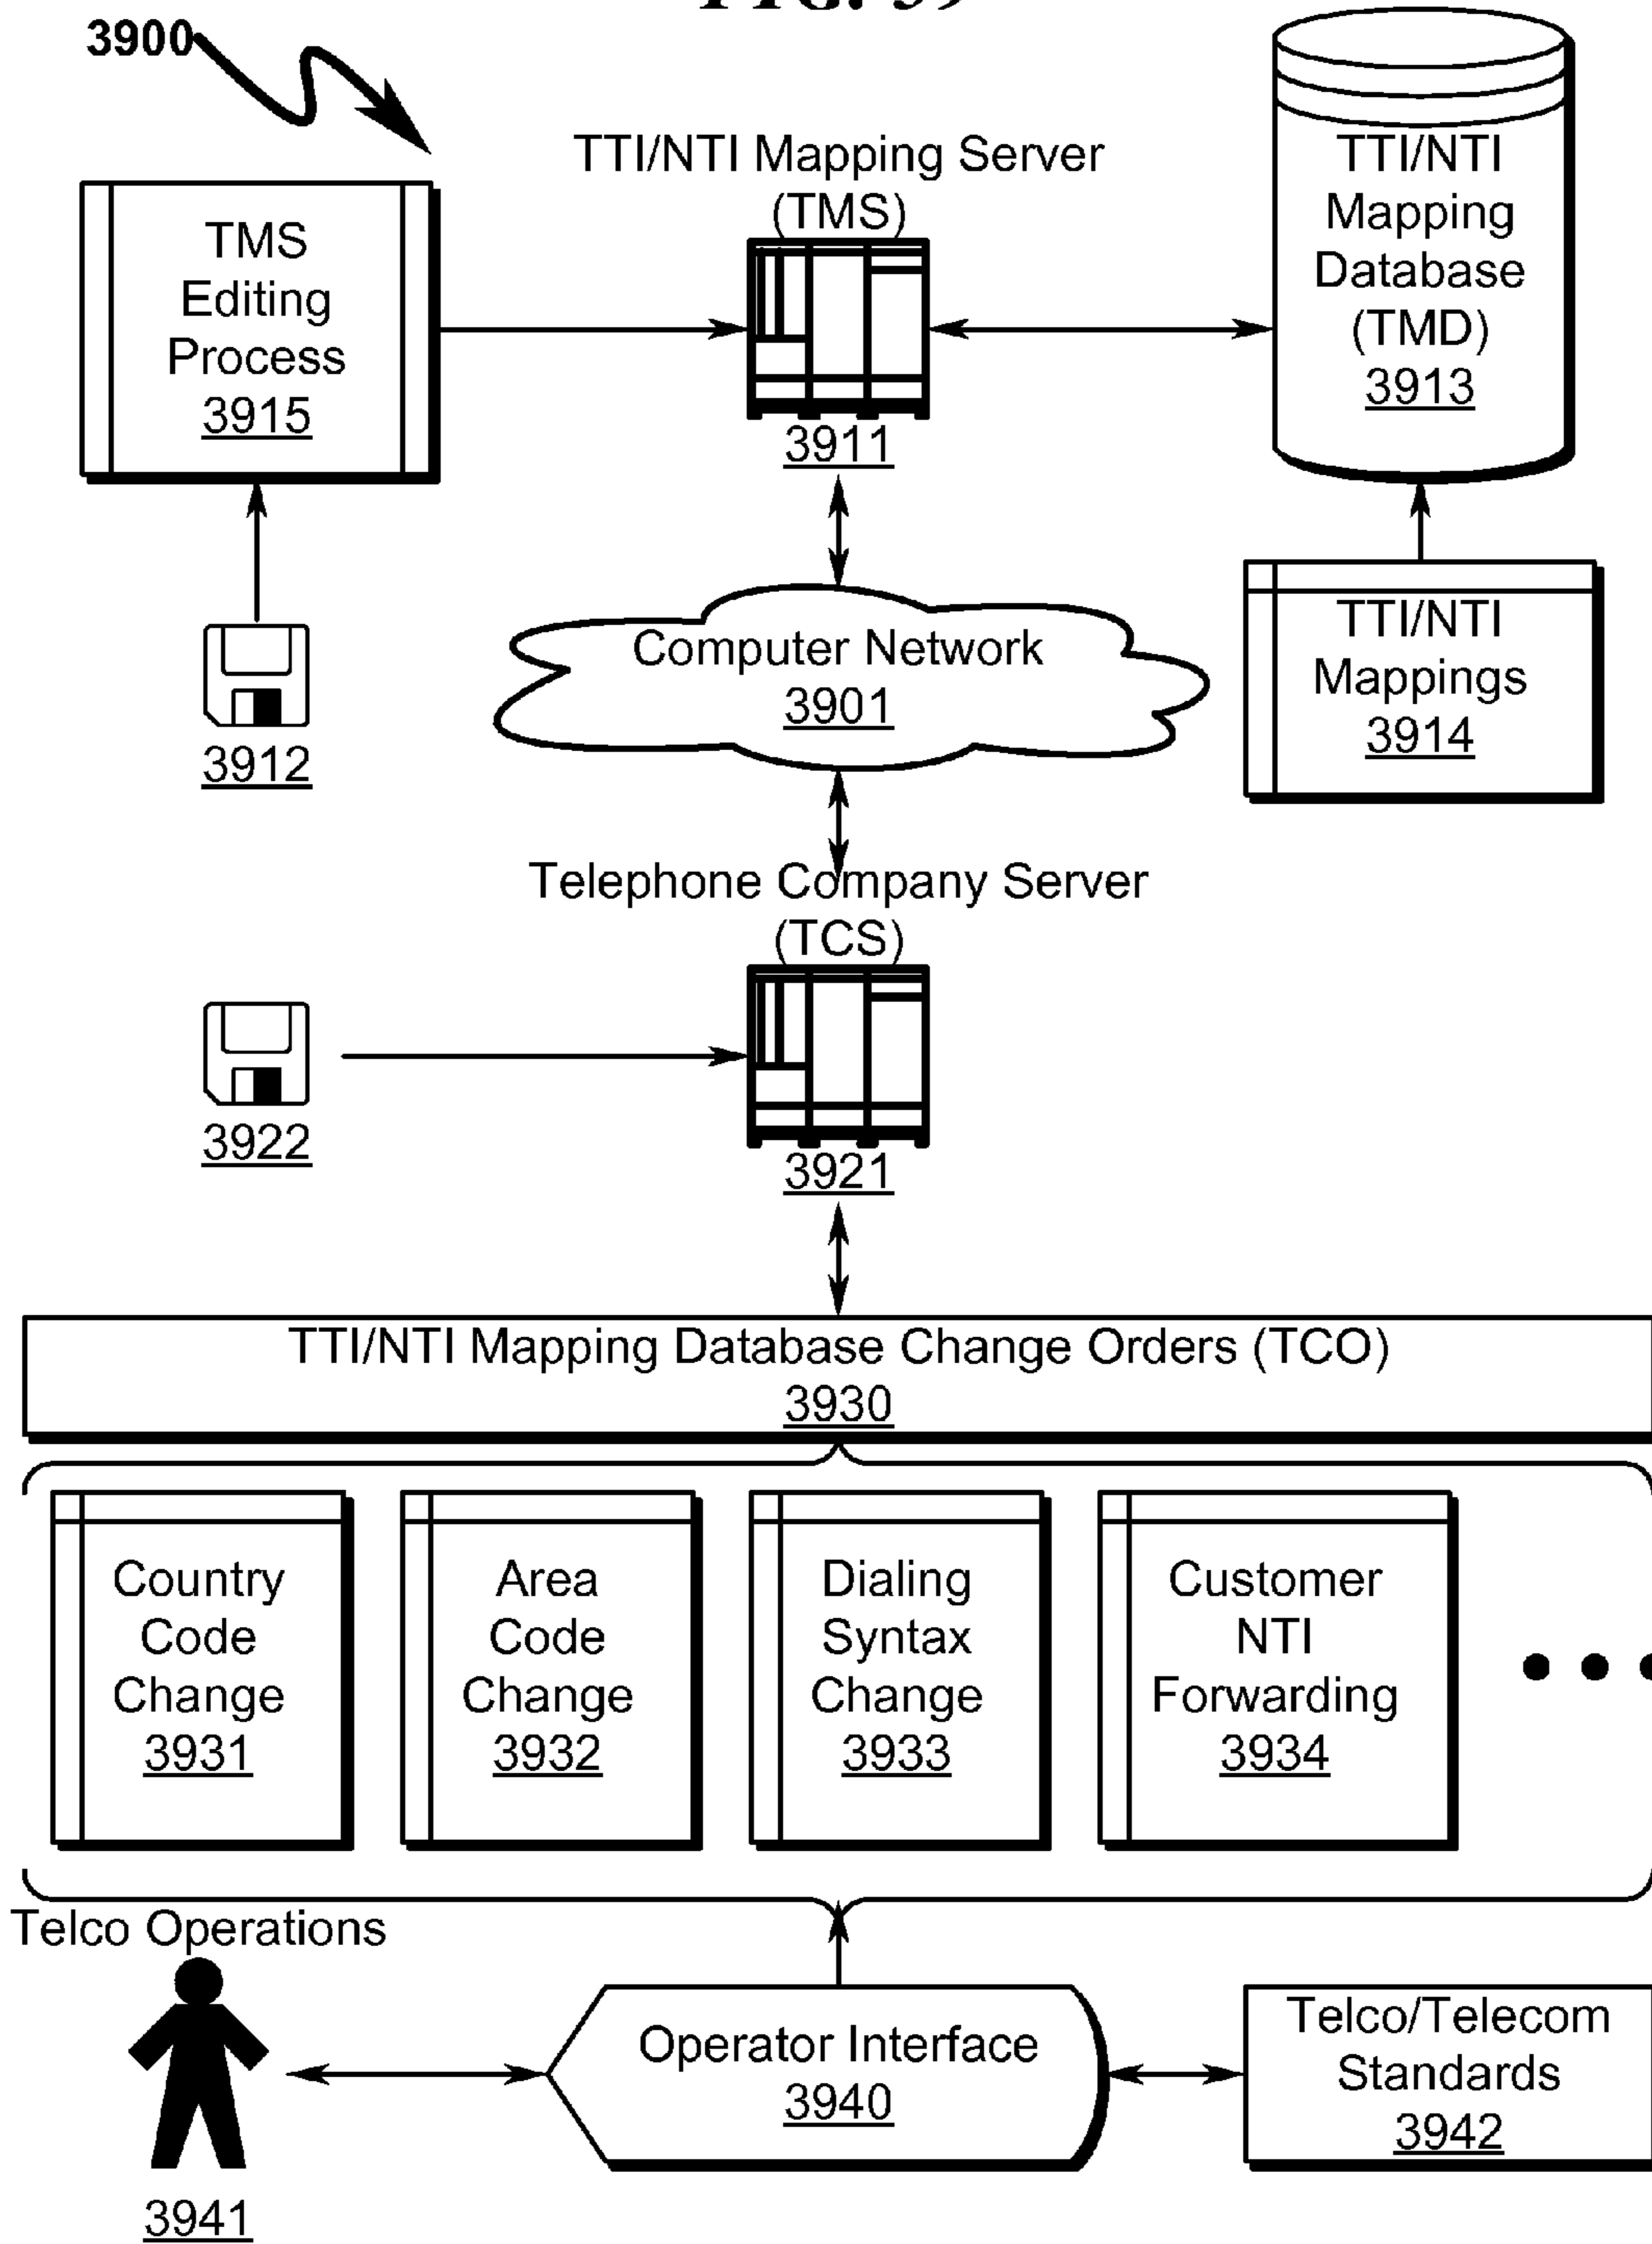 3900
TTI/NTI Mapping Server
(TMS)
TMS
Editing
Process
3915
3911
TTI/NTI
Mapping
Database
(TMD)
3913
3912
Computer Network
3901
TTI/NTI
Mappings
3914
Telephone Company Server
(TCS)
3922
3921
TTI/NTI Mapping Database Change Orders (TCO)
3930
Country
Code
Change
3931
Area
Code
Change
3932
Dialing
Syntax
Change
3933
Customer
NTI
Forwarding
3934
Telco Operations
3941
Operator Interface
3940
Telco/Telecom
Standards
3942